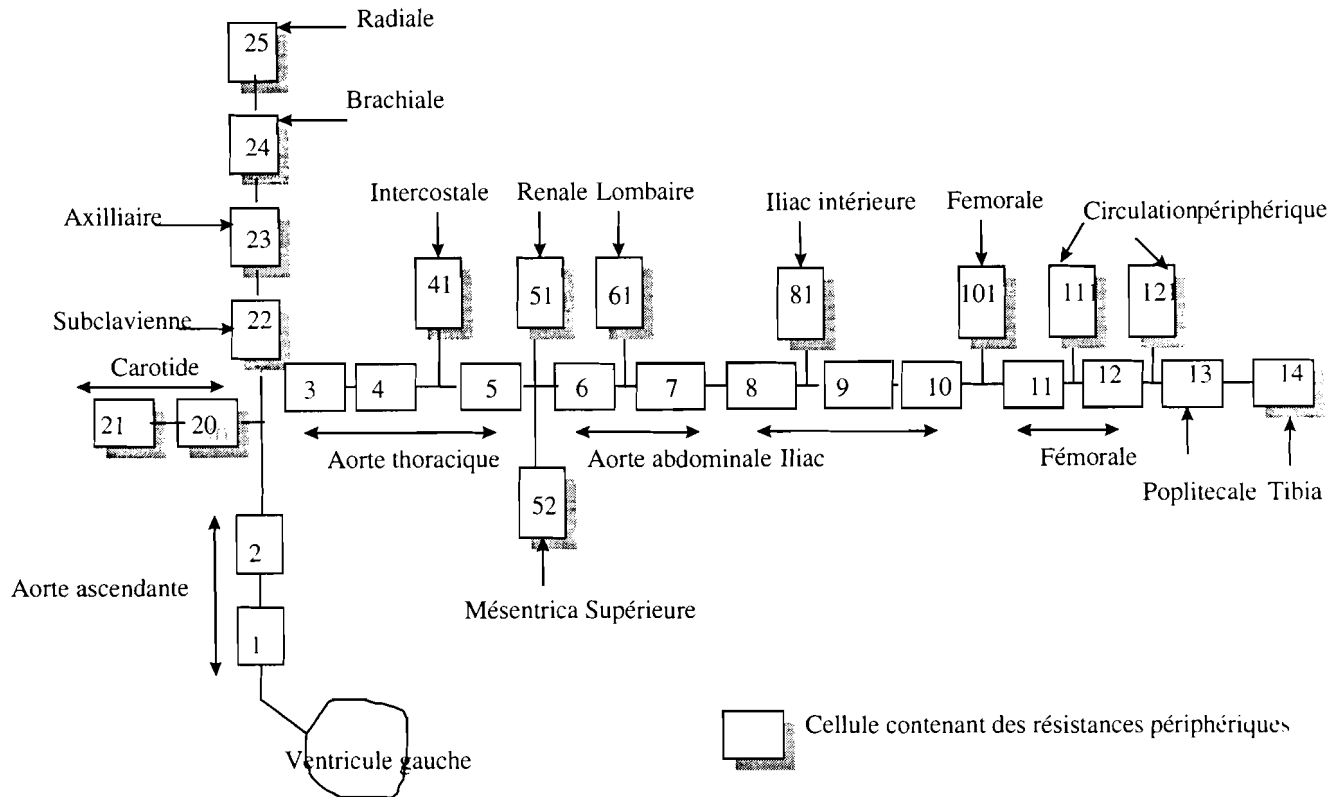 Radiale
25
Brachiale
24
Intercostale
Renale Lombaire
Iliac intérieure
Femorale
Circulationpériphérique
Axilliaire
23
41
51
61
81
101
111
121
Subclavienne
22
Carotide
3
4
5
6
7
8
9
10
11
12
13
14
21
20
Aorte thoracique
Aorte abdominale Iliac
Fémorale
Poplitecale Tibia
52
2
Aorte ascendante
Mésentrica Supérieure
1
Cellule contenant des résistances périphériques
Ventricule gauche